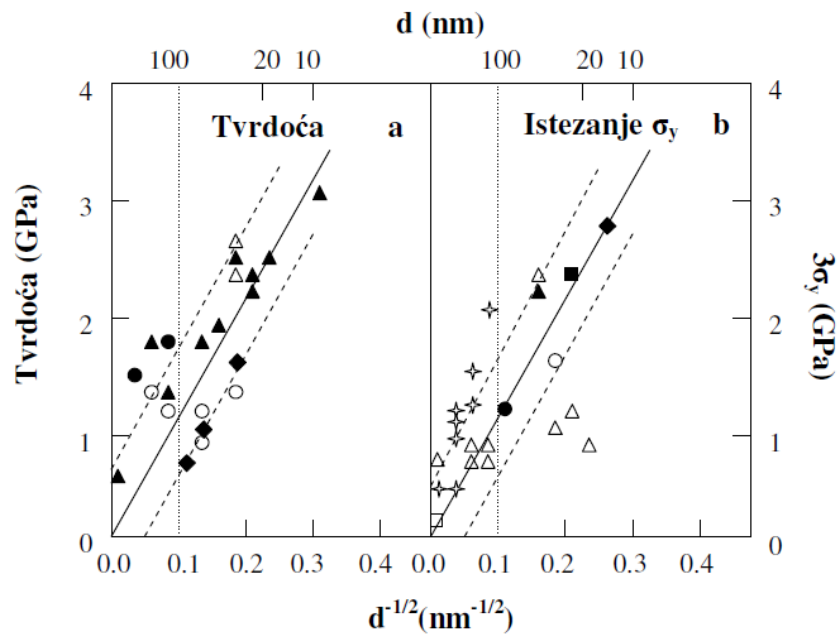 d (nm)
100 20 10 100 20 10
4 4
Tvrdoća a Istezanje σy b
3 3
Tvrdoća (GPa)
3σy (GPa)
2 2
1 1
0 0
0.0 0.1 0.2 0.3 0.4 0.0 0.1 0.2 0.3 0.4
d-1/2(nm-1/2)